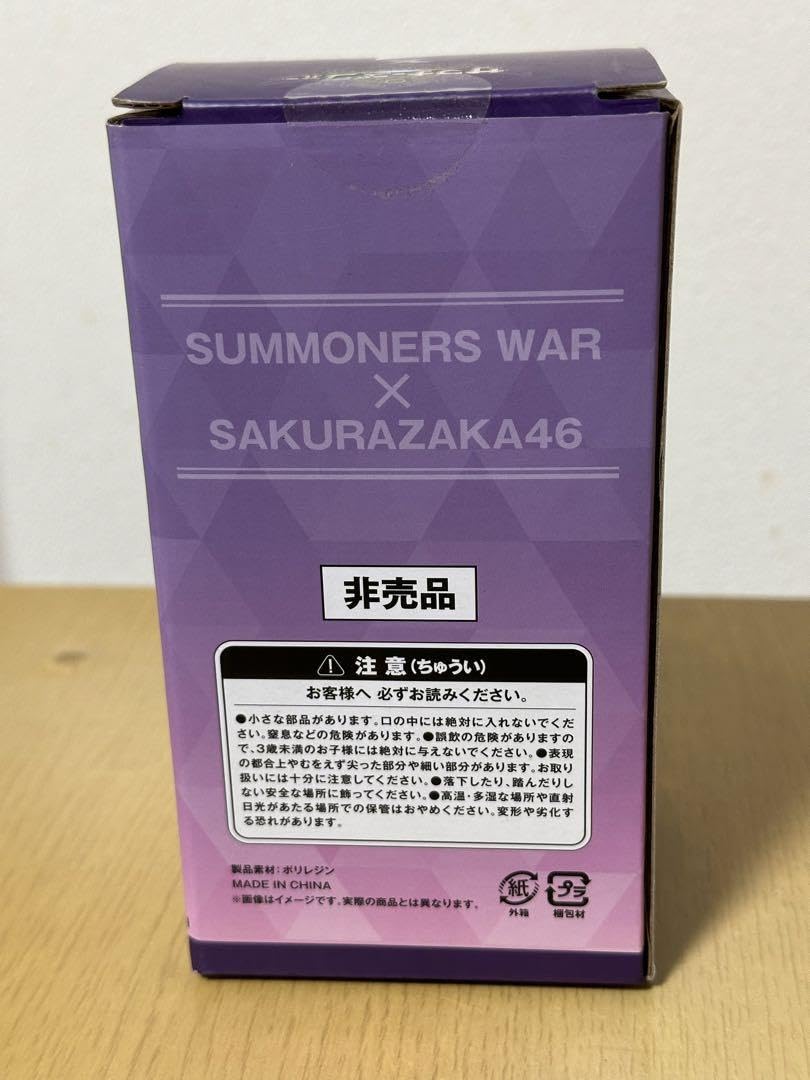 SUMMONERS WAR
×
SAKURAZAKA46
非売品
注意(ちゅうい)
お客様へ 必ずお読みください。
●小さな部品があります。口の中には絶対に入れないでくだ
さい。窒息などの危険があります。●誤飲の危険がありますの
で、3歳未満のお子様には絶対に与えないでください。●表現
の都合上やむをえず尖った部分や細い部分があります。お取り
扱いには十分に注意してください。●落下したり、踏んだりし
ない安全な場所に飾ってください。●高温・多湿な場所や直射
日光があたる場所での保管はおやめください。変形や劣化す
る恐れがあります。
製品素材:ポリレジン
MADE IN CHINA
※画像はイメージです。実際の商品とは異なります。
紙
外箱
プラ
梱包材